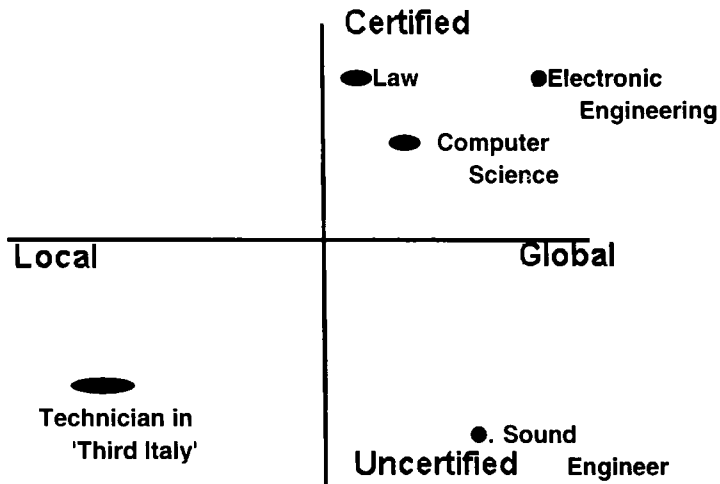 Certified
Law
Electronic
Engineering
Computer
Science
Local
Global
Technician in
'Third Italy'
. Sound
Engineer
Uncertified